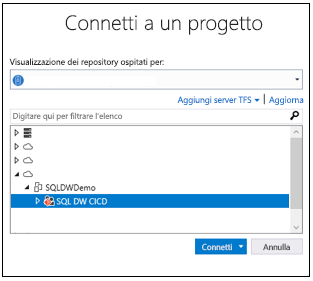 Connetti a un progetto
Visualizzazione dei repository ospitati per:
Aggiungi server TFS | Aggiorna
Digitare qui per filtrare l'elenco
SQLDWDemo
SQL DW CICD
Connetti
Annulla